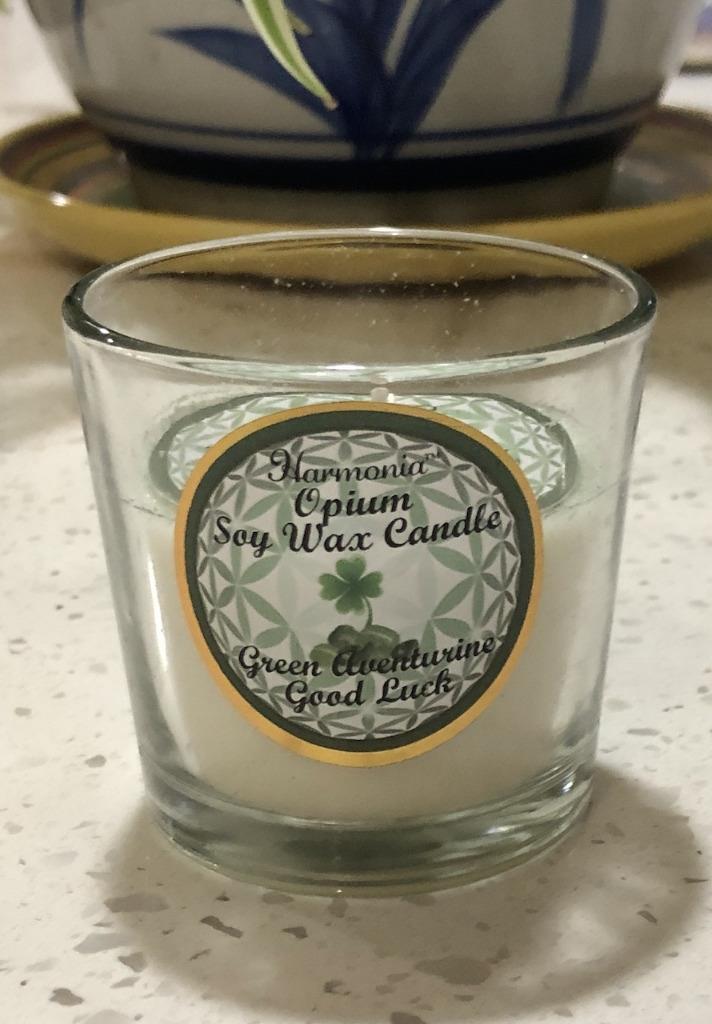 Harmonia™
Opium
Soy Wax Candle
Green Aventurine
Good Luck